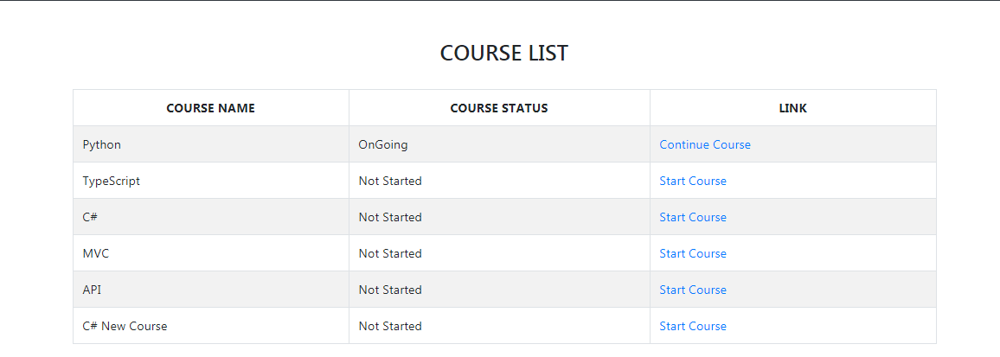 COURSE LIST
COURSE NAME COURSE STATUS LINK
Python OnGoing Continue Course
TypeScript Not Started Start Course
C# Not Started Start Course
MVC Not Started Start Course
API Not Started Start Course
C# New Course Not Started Start Course